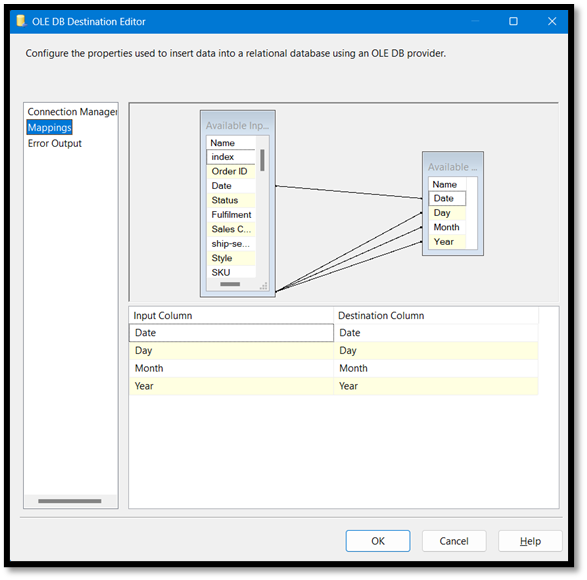 OLE DB Destination Editor
Configure the properties used to insert data into a relational database using an OLE DB provider.
Connection Manager
Mappings
Error Output
Available Inp...
Name
index
Order ID
Date
Status
Fulfilment
Sales C...
ship-se...
Style
SKU
Available ...
Name
Date
Day
Month
Year
Input Column Destination Column
Date Date
Day Day
Month Month
Year Year
OK Cancel Help